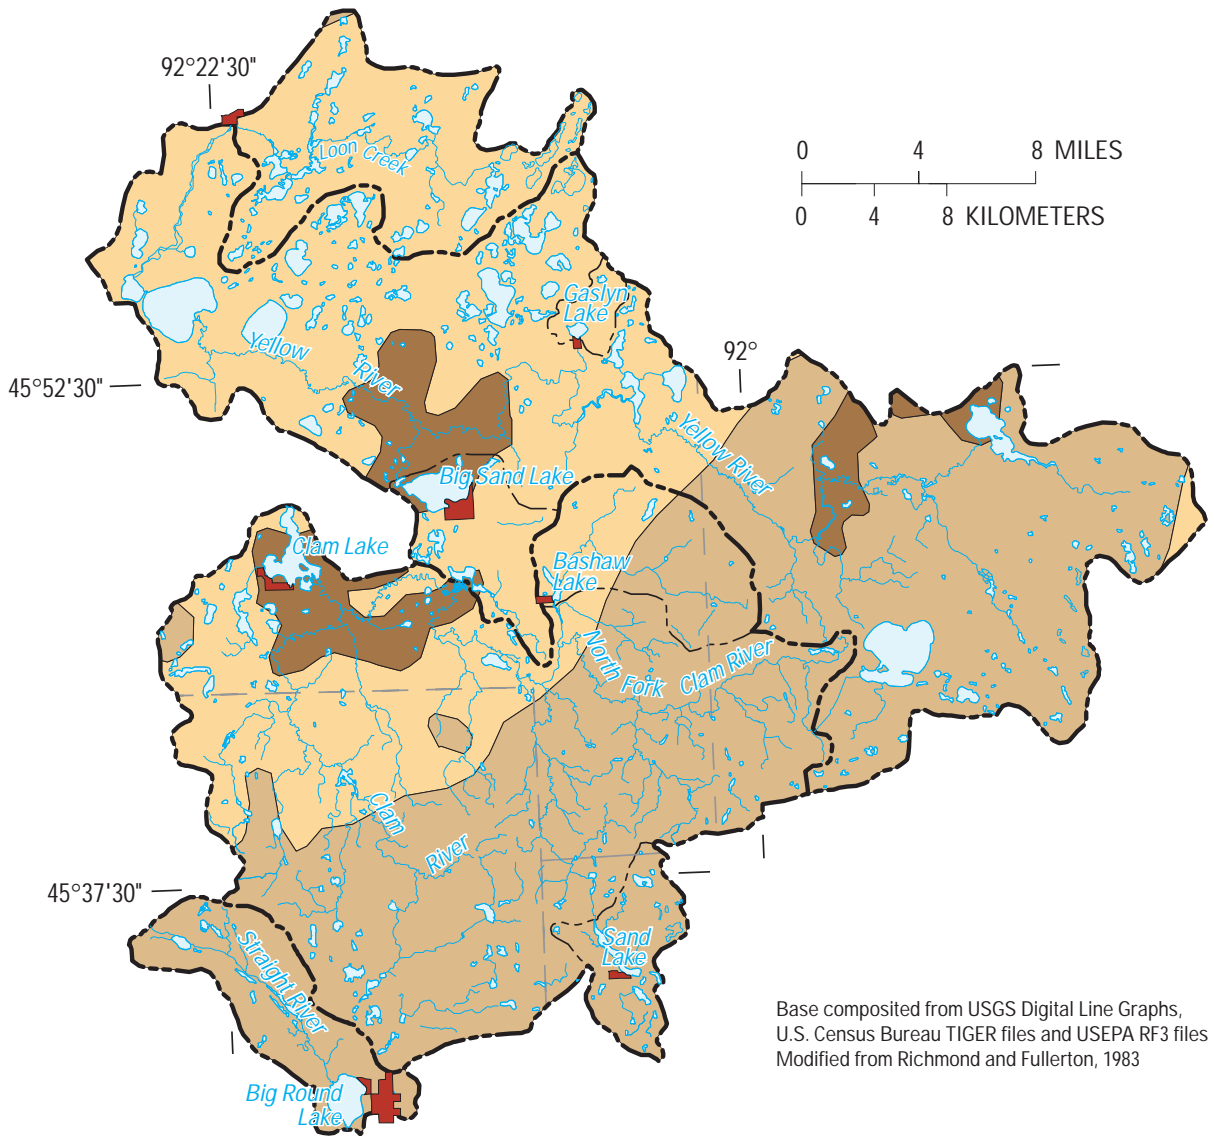 92°22'30"
Loon Creek
0 4 8 MILES
0 4 8 KILOMETERS
Gaslyn
Lake
Yellow
River
92°
45°52'30"
Yellow River
Big Sand Lake
Clam Lake
Bashaw
Lake
North Fork Clam River
Clam
River
45°37'30"
Straight River
Sand
Lake
Base composited from USGS Digital Line Graphs,
U.S. Census Bureau TIGER files and USEPA RF3 files
Modified from Richmond and Fullerton, 1983
Big Round
Lake